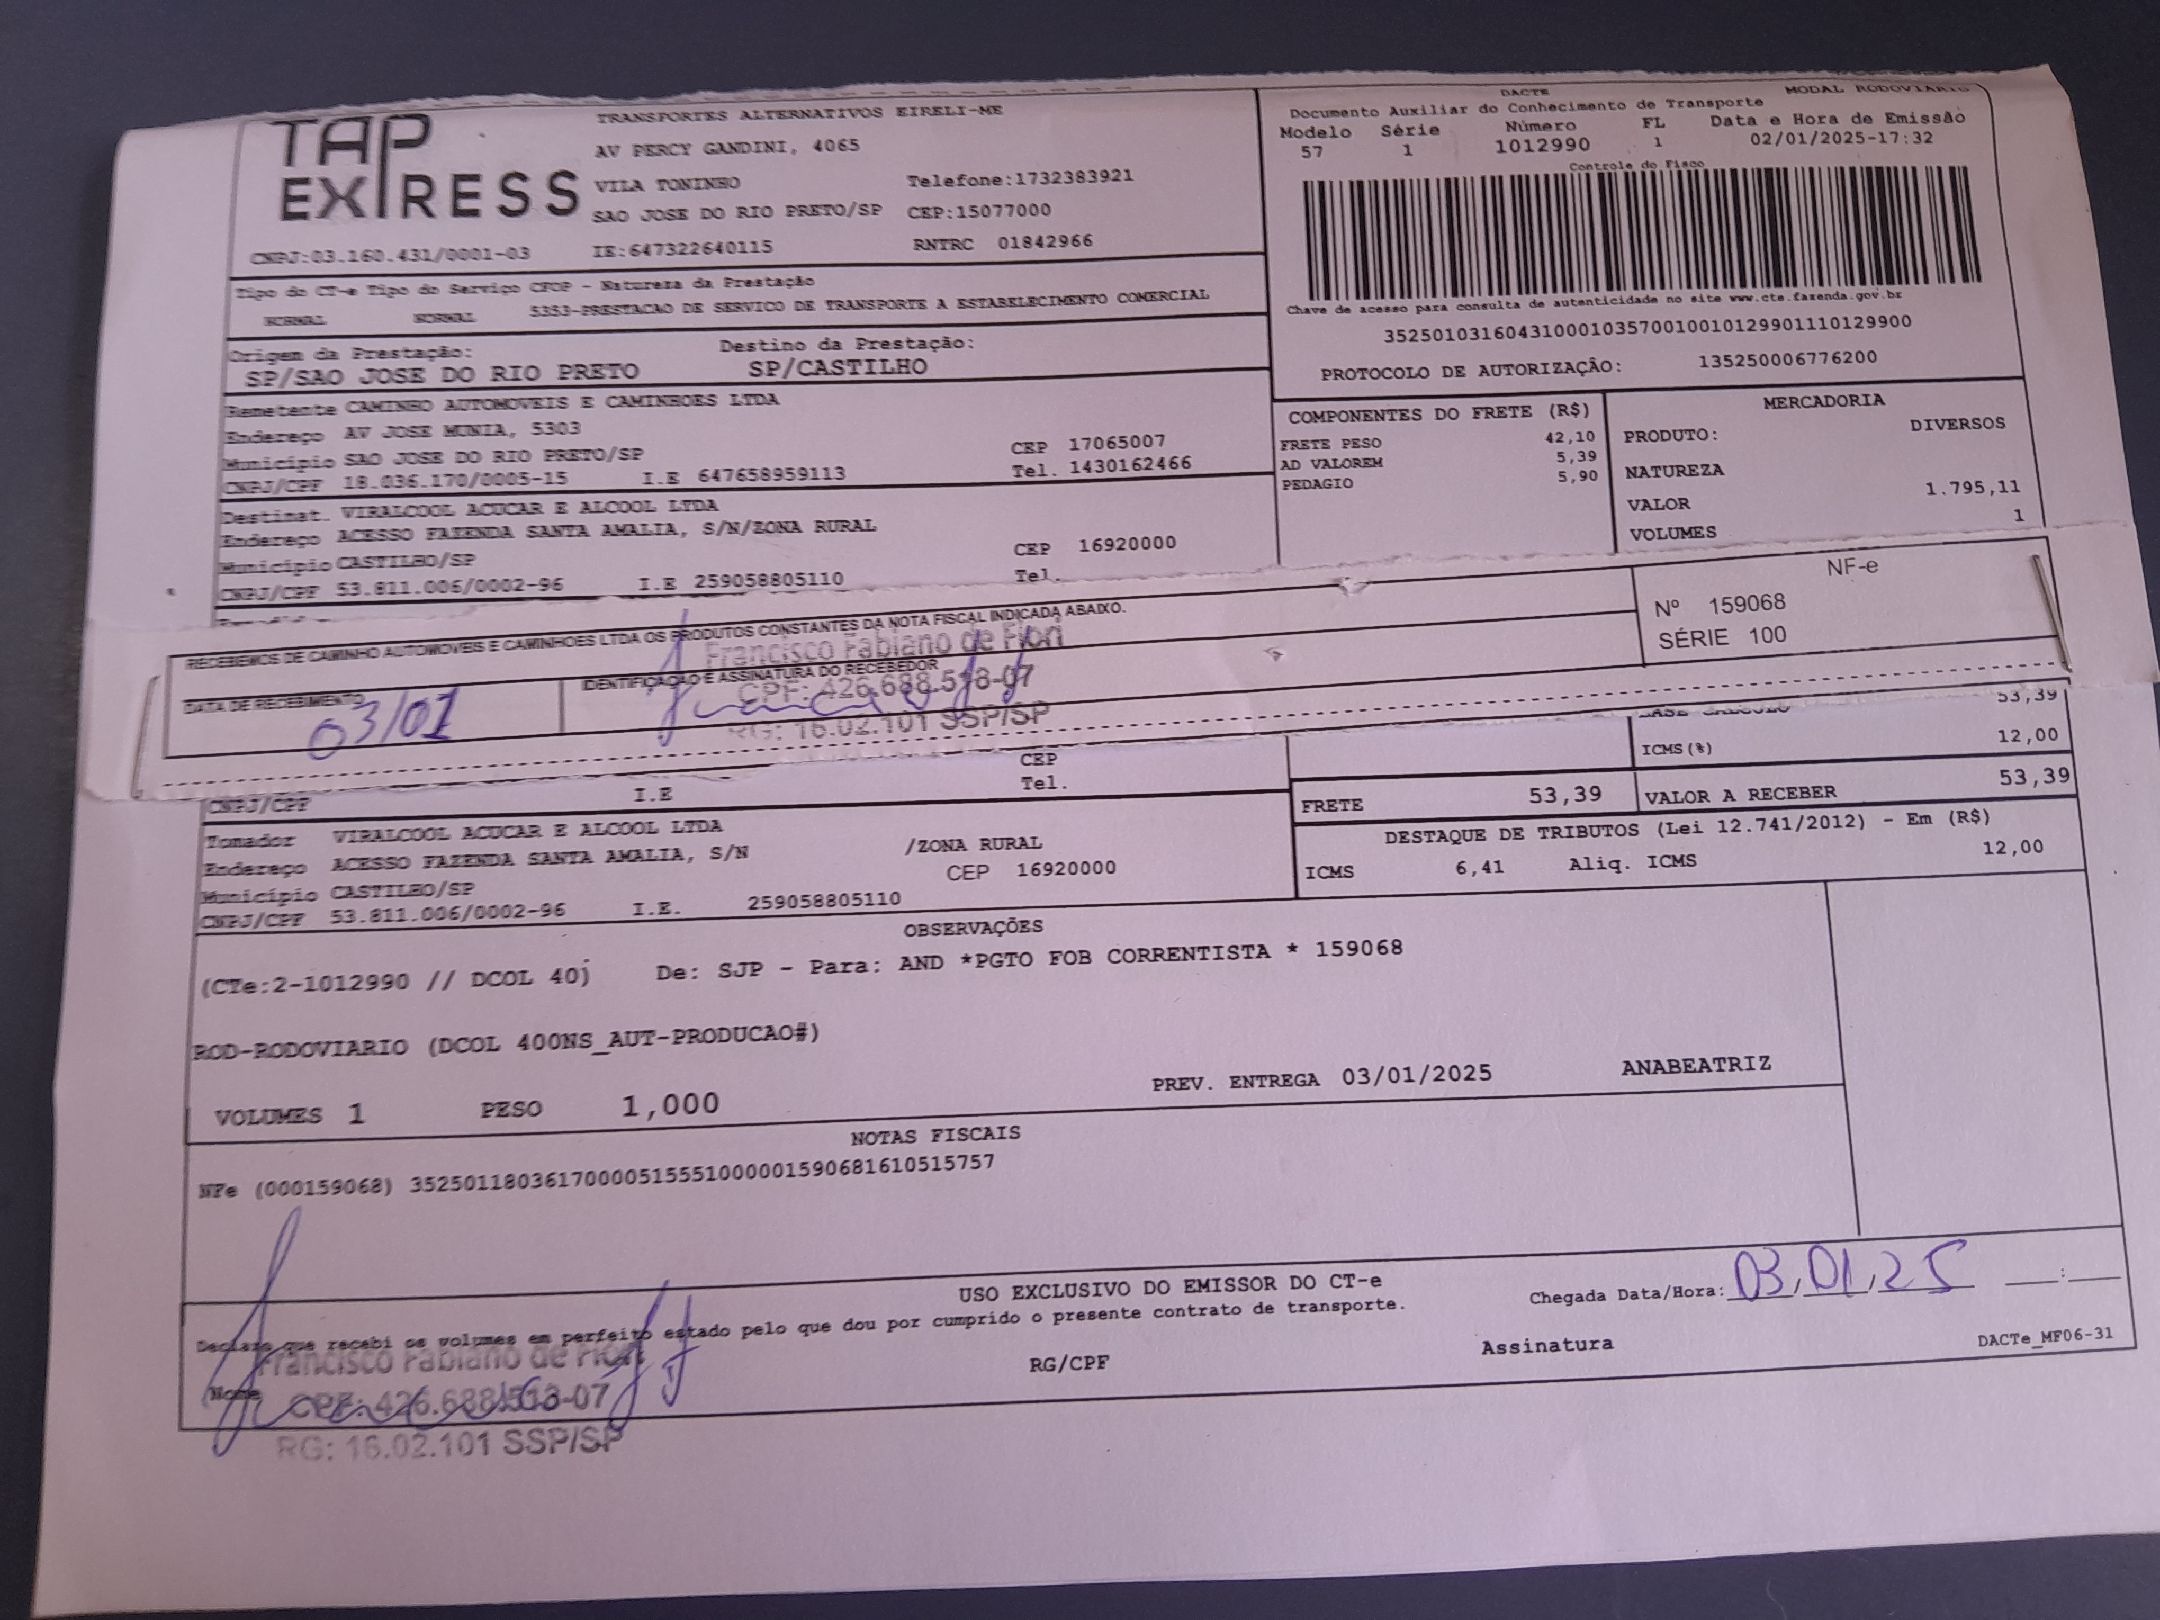 TAP EXPRESS
TRANSPORTES ALTERNATIVOS EIRELI-ME
AV PERCY GANDINI, 4065
VILA TONINHO Telefone:1732383921
SAO JOSE DO RIO PRETO/SP CEP:15077000
CNPJ:03.160.431/0001-03 IE:647322640115 RNTRC 01842966
DACTE MODAL RODOVIARIO
Documento Auxiliar do Conhecimento de Transporte
Modelo Série Número FL Data e Hora de Emissão
57 1 1012990 1 02/01/2025-17:32
Controle do Fisco
Chave de acesso para consulta de autenticidade no site www.cte.fazenda.gov.br
35250103160431000103570010010129901110129900
PROTOCOLO DE AUTORIZAÇÂO: 135250006776200
Tipo do CT-e Tipo do Serviço CFOP - Natureza da Prestação
NORMAL NORMAL 5353-PRESTACAO DE SERVICO DE TRANSPORTE A ESTABELECIMENTO COMERCIAL
Origem da Prestação: Destino da Prestação:
SP/SAO JOSE DO RIO PRETO SP/CASTILHO
Remetente CAMINHO AUTOMOVEIS E CAMINHOES LTDA
Endereço AV JOSE MUNIA, 5303
Município SAO JOSE DO RIO PRETO/SP CEP 17065007
CNPJ/CPF 18.036.170/0005-15 I.E 647658959113 Tel. 1430162466
Destinat. VIRALCOOL ACUCAR E ALCOOL LTDA
Endereço ACESSO FAZENDA SANTA AMALIA, S/N/ZONA RURAL
Município CASTILHO/SP CEP 16920000
CNPJ/CPF 53.811.006/0002-96 I.E 259058805110 Tel.
COMPONENTES DO FRETE (R$)
FRETE PESO 42,10
AD VALOREM 5,39
PEDAGIO 5,90
MERCADORIA
PRODUTO: DIVERSOS
NATUREZA
VALOR 1.795,11
VOLUMES 1
RECEBEMOS DE CAMINHO AUTOMOVEIS E CAMINHOES LTDA OS PRODUTOS CONSTANTES DA NOTA FISCAL INDICADA ABAIXO.
DATA DE RECEBIMENTO IDENTIFICAÇÃO E ASSINATURA DO RECEBEDOR
03/01
Francisco Fabiano de Fiori
CPF: 426.688.518-07
RG: 16.02.101 SSP/SP
NF-e
Nº 159068
SÉRIE 100
53,39
BASE CALCULO
ICMS(%) 12,00
CEP
CNPJ/CPF I.E Tel.
FRETE 53,39 VALOR A RECEBER 53,39
DESTAQUE DE TRIBUTOS (Lei 12.741/2012) - Em (R$)
ICMS 6,41 Aliq. ICMS 12,00
Tomador VIRALCOOL ACUCAR E ALCOOL LTDA
Endereço ACESSO FAZENDA SANTA AMALIA, S/N /ZONA RURAL
Município CASTILHO/SP CEP 16920000
CNPJ/CPF 53.811.006/0002-96 I.E. 259058805110
OBSERVAÇÕES
(CTe:2-1012990 // DCOL 40) De: SJP - Para: AND *PGTO FOB CORRENTISTA * 159068
ROD-RODOVIARIO (DCOL 400NS_AUT-PRODUCAO#)
PREV. ENTREGA 03/01/2025 ANABEATRIZ
VOLUMES 1 PESO 1,000
NOTAS FISCAIS
NFe (000159068) 35250118036170000515551000001590681610515757
USO EXCLUSIVO DO EMISSOR DO CT-e
Declaro que recebi os volumes em perfeito estado pelo que dou por cumprido o presente contrato de transporte.
Chegada Data/Hora: 03,01,25 :
Nome RG/CPF Assinatura
Francisco Fabiano de Fiori
CPF: 426.688.518-07
RG: 16.02.101 SSP/SP
DACTe_MF06-31